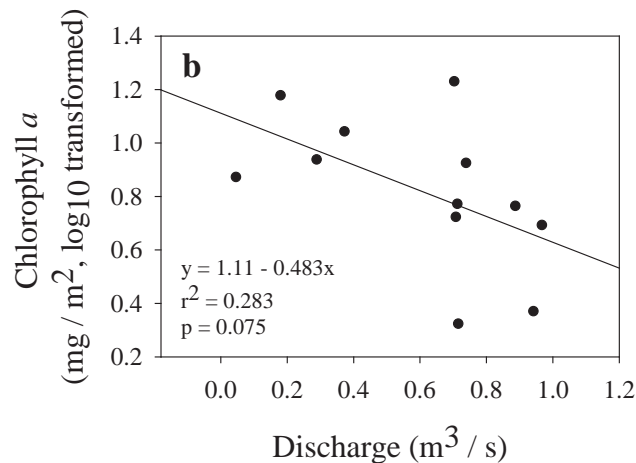 b
Chlorophyll a
(mg / m², log10 transformed)
1.4
1.2
1.0
0.8
0.6
0.4
0.2
y = 1.11 - 0.483x
r² = 0.283
p = 0.075
0.0 0.2 0.4 0.6 0.8 1.0 1.2
Discharge (m³ / s)